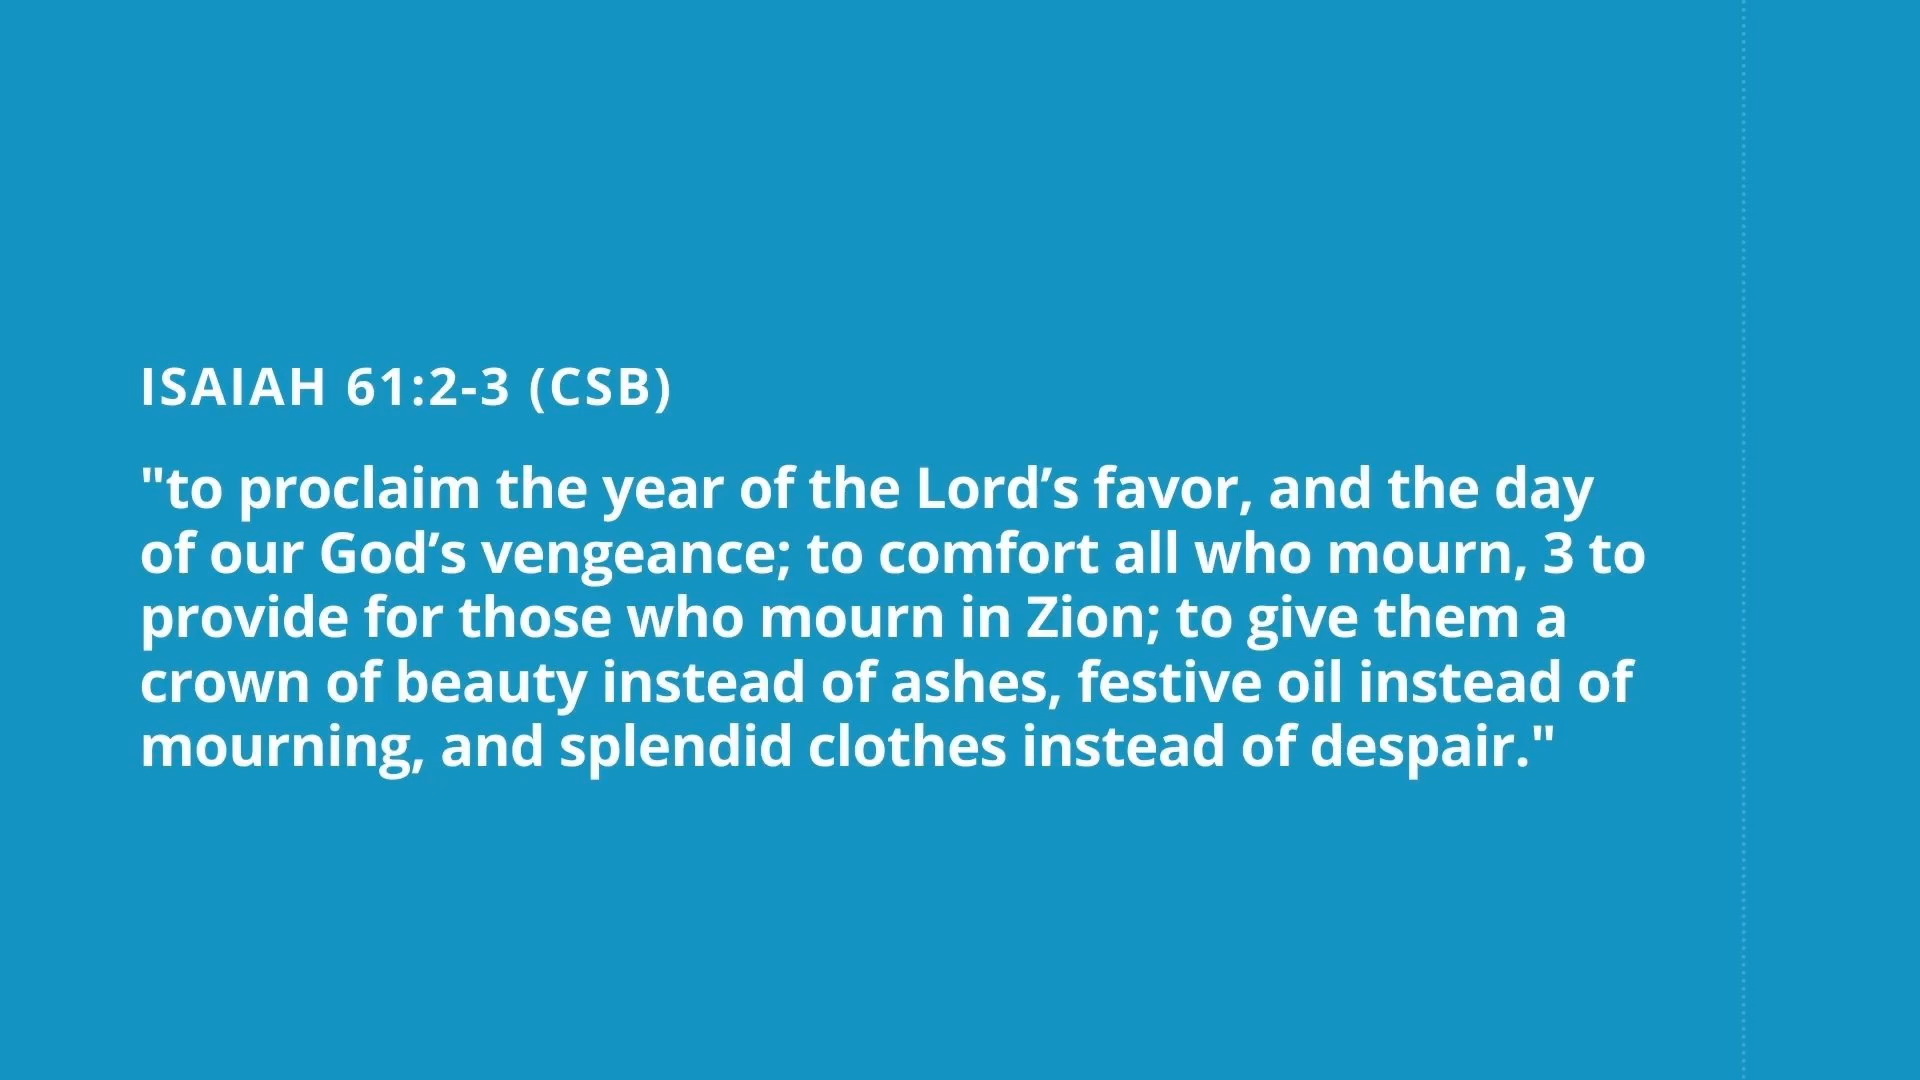 ISAIAH 61:2-3 (CSB)
"to proclaim the year of the Lord’s favor, and the day
of our God’s vengeance; to comfort all who mourn, 3 to
provide for those who mourn in Zion; to give them a
crown of beauty instead of ashes, festive oil instead of
mourning, and splendid clothes instead of despair."